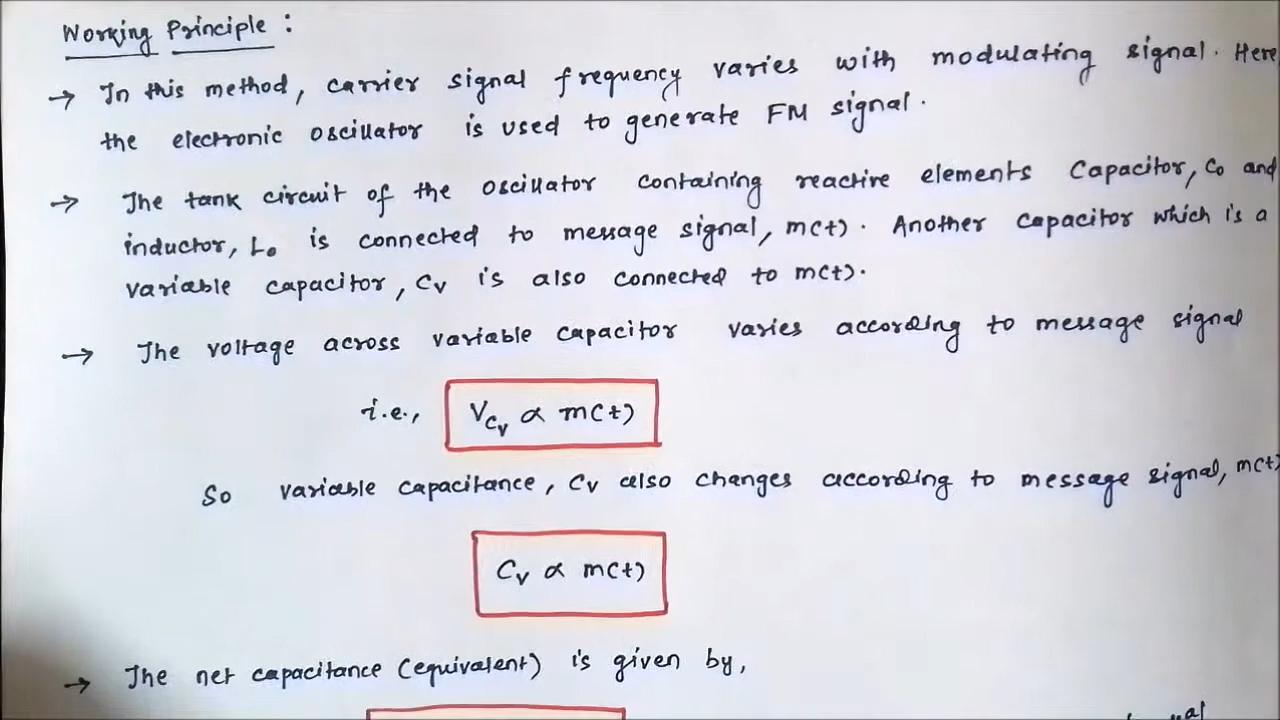 Working Principle :
→ In this method, carrier signal frequency varies with modulating signal. Here
the electronic oscillator is used to generate FM signal.
→ The tank circuit of the oscillator containing reactive elements Capacitor, C₀ and
inductor, L₀ is connected to message signal, m(t). Another capacitor which is a
variable capacitor, Cᵥ is also connected to m(t).
→ The voltage across variable capacitor varies according to message signal
i.e., V_Cᵥ ∝ m(t)
So variable capacitance, Cᵥ also changes according to message signal, m(t)
Cᵥ ∝ m(t)
→ The net capacitance (equivalent) is given by,